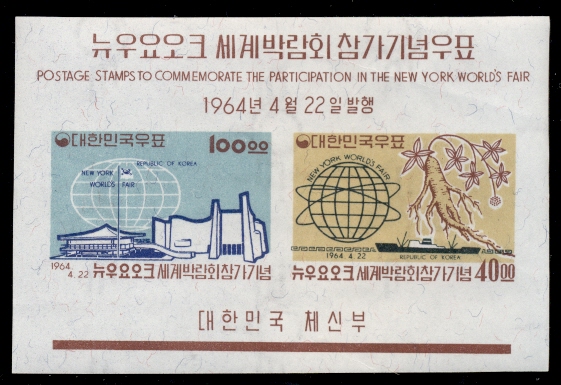 뉴우요오크 세계박람회 참가기념우표
POSTAGE STAMPS TO COMMEMORATE THE PARTICIPATION IN THE NEW YORK WORLD'S FAIR
1964년 4월 22일 발행
대한민국우표 100.00
REPUBLIC OF KOREA
NEW YORK
WORLD'S FAIR
1964.
4.22 뉴우요오크 세계박람회참가기념
대한민국우표
NEW YORK WORLD'S FAIR
1964.4.22
REPUBLIC OF KOREA
뉴우요오크 세계박람회참가기념 40.00
대한민국 체신부